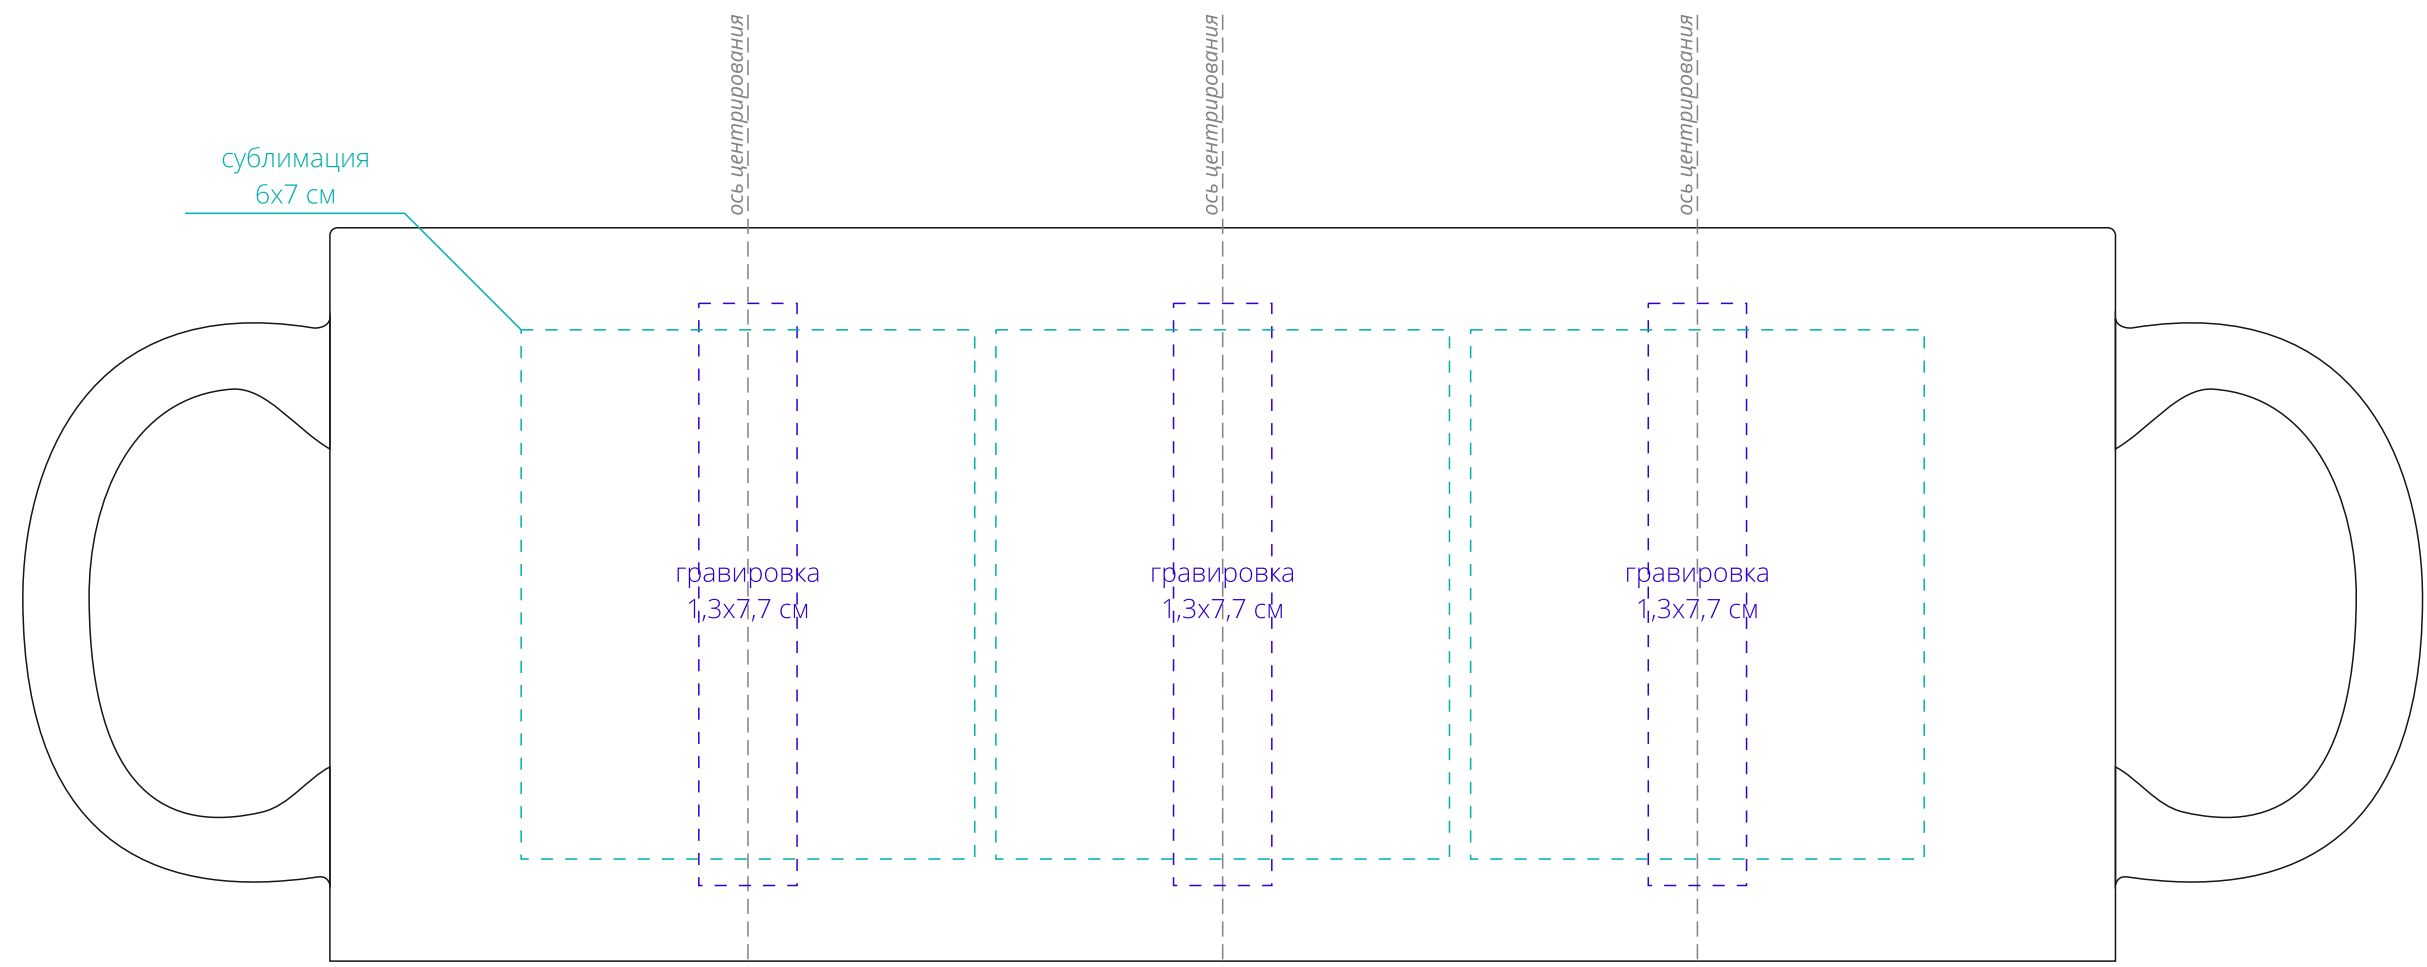 ось центрирования
ось центрирования
ось центрирования
сублимация
6х7 см
гравировка
1,3х7,7 см
гравировка
1,3х7,7 см
гравировка
1,3х7,7 см